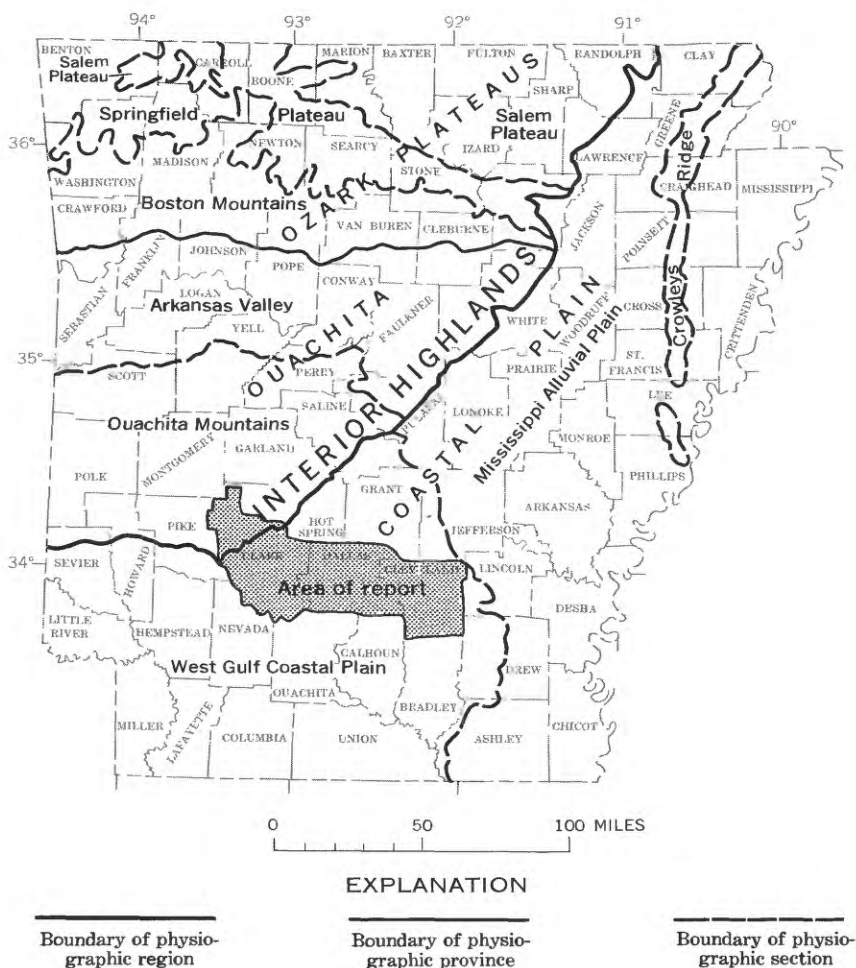 94°
93°
92°
91°
BENTON
CARROLL
MARION
BAXTER
FULTON
RANDOLPH
CLAY
Salem
Plateau
BOONE
SHARP
Springfield
Plateau
Salem
Plateau
GREENE
36°
90°
MADISON
NEWTON
SEARCY
IZARD
LAWRENCE
Ridge
WASHINGTON
STONE
CRAIGHEAD
MISSISSIPPI
OZARK PLATEAUS
CRAWFORD
Boston Mountains
VAN BUREN
CLEBURNE
JACKSON
POINSETT
FRANKLIN
JOHNSON
POPE
CONWAY
SEBASTIAN
LOGAN
Arkansas Valley
FAULKNER
WHITE
WOODRUFF
CROSS
Crowleys
CRITTENDEN
YELL
OUACHITA
INTERIOR HIGHLANDS
COASTAL PLAIN
Mississippi Alluvial Plain
35°
SCOTT
PERRY
PRAIRIE
ST.
FRANCIS
SALINE
PULASKI
LONOKE
LEE
Ouachita Mountains
MONTGOMERY
GARLAND
MONROE
PHILLIPS
POLK
GRANT
ARKANSAS
PIKE
HOT
SPRING
JEFFERSON
34°
SEVIER
HOWARD
CLARK
DALLAS
CLEVELAND
LINCOLN
Area of report
DESHA
LITTLE
RIVER
HEMPSTEAD
NEVADA
CALHOUN
DREW
West Gulf Coastal Plain
OUACHITA
BRADLEY
MILLER
LAFAYETTE
COLUMBIA
UNION
ASHLEY
CHICOT
0 50 100 MILES
EXPLANATION
Boundary of physio-
graphic region
Boundary of physio-
graphic province
Boundary of physio-
graphic section